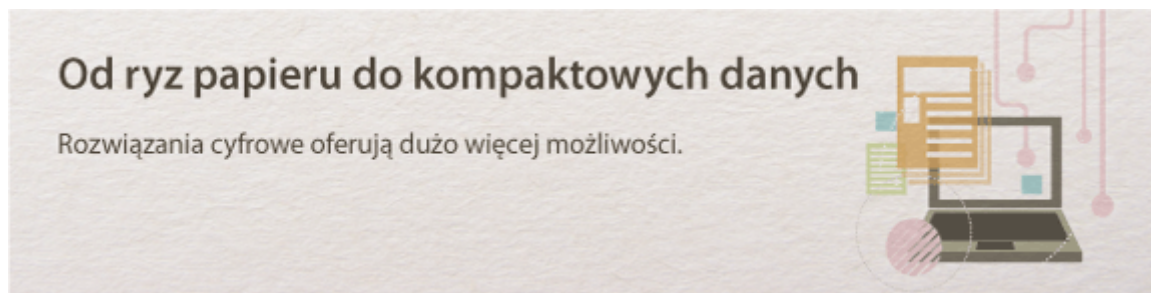 Od ryz papieru do kompaktowych danych
Rozwiązania cyfrowe oferują dużo więcej możliwości.